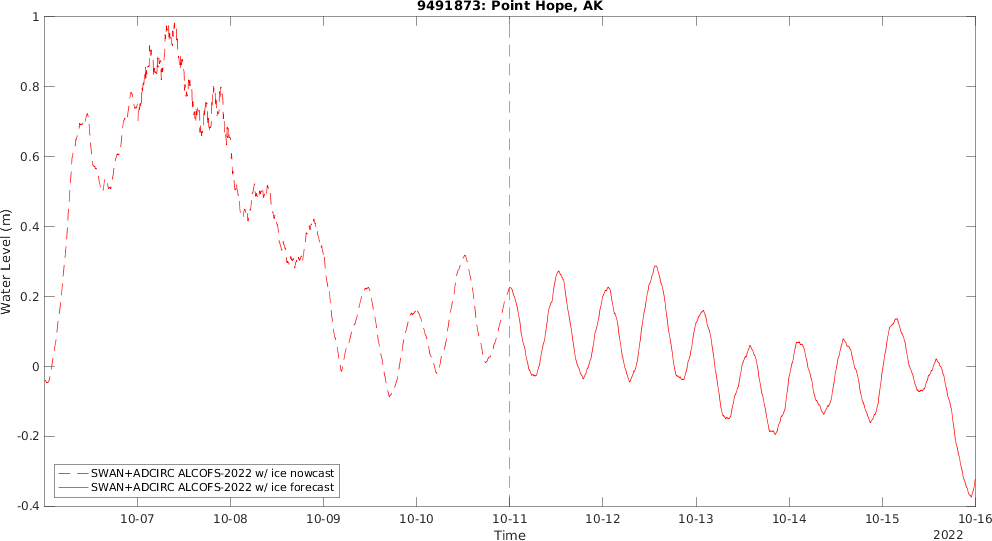 9491873: Point Hope, AK
1
0.8
0.6
0.4
0.2
0
-0.2
-0.4
Water Level (m)
SWAN+ADCIRC ALCOFS-2022 w/ ice nowcast
SWAN+ADCIRC ALCOFS-2022 w/ ice forecast
10-07 10-08 10-09 10-10 10-11 10-12 10-13 10-14 10-15 10-16
Time
2022